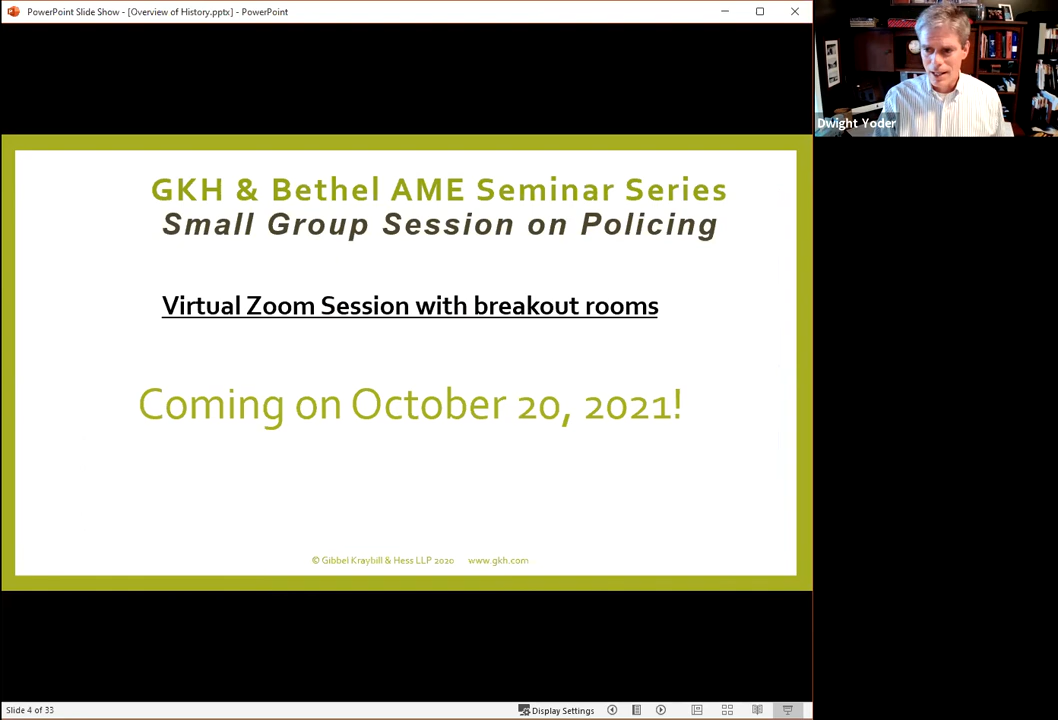 PowerPoint Slide Show - [Overview of History.pptx] - PowerPoint
Dwight Yoder
GKH & Bethel AME Seminar Series
Small Group Session on Policing
Virtual Zoom Session with breakout rooms
Coming on October 20, 2021!
© Gibbel Kraybill & Hess LLP 2020 www.gkh.com
Slide 4 of 33
Display Settings